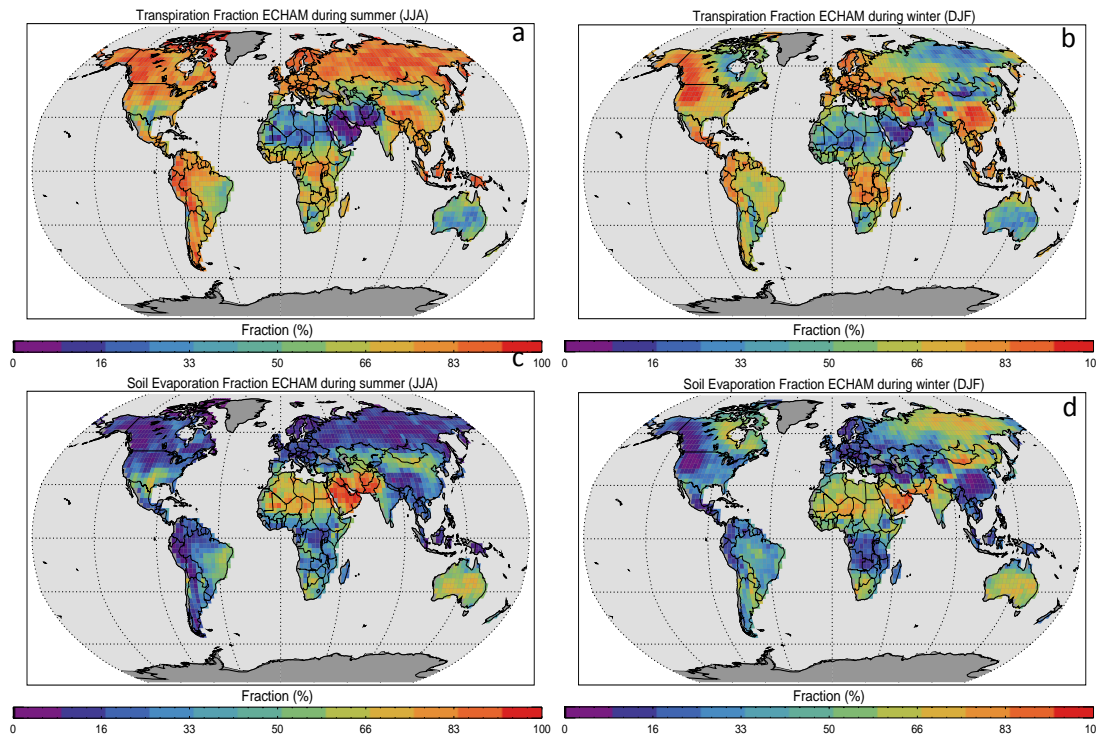 Transpiration Fraction ECHAM during summer (JJA)
a
Transpiration Fraction ECHAM during winter (DJF)
b
Fraction (%)
0 16 33 50 66 83 100
Fraction (%)
0 16 33 50 66 83 10
c
Soil Evaporation Fraction ECHAM during summer (JJA)
Soil Evaporation Fraction ECHAM during winter (DJF)
d
Fraction (%)
0 16 33 50 66 83 100
Fraction (%)
0 16 33 50 66 83 10